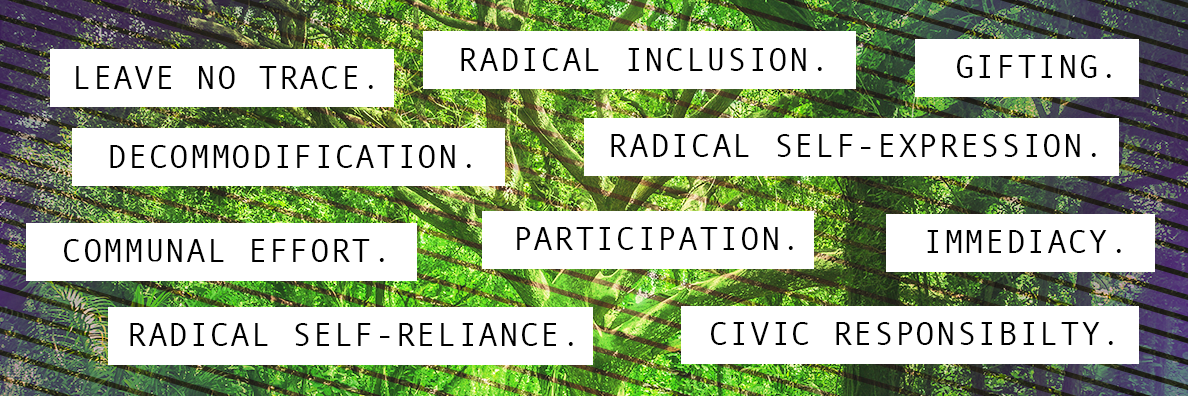 LEAVE NO TRACE.
RADICAL INCLUSION.
GIFTING.
DECOMMODIFICATION.
RADICAL SELF-EXPRESSION.
COMMUNAL EFFORT.
PARTICIPATION.
IMMEDIACY.
RADICAL SELF-RELIANCE.
CIVIC RESPONSIBILTY.